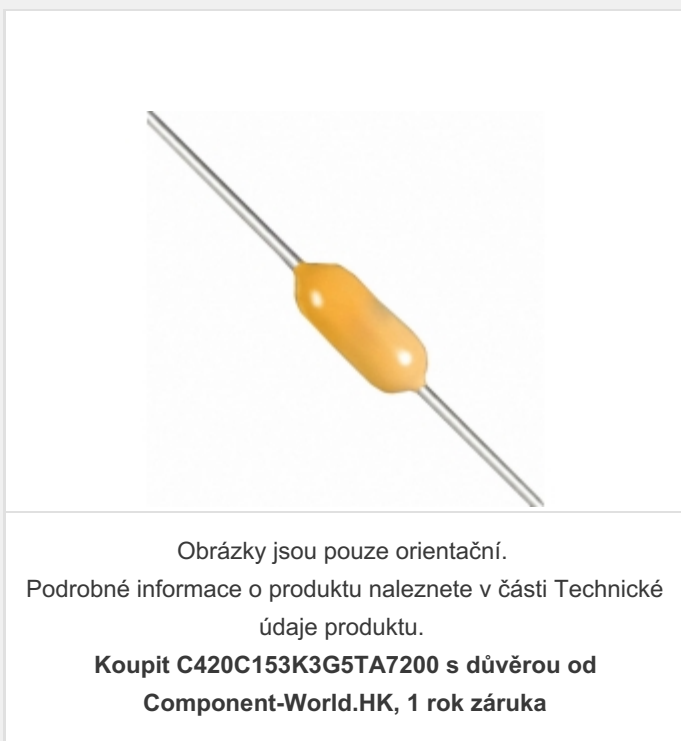 Obrázky jsou pouze orientační.
Podrobné informace o produktu naleznete v části Technické
údaje produktu.
Koupit C420C153K3G5TA7200 s důvěrou od
Component-World.HK, 1 rok záruka